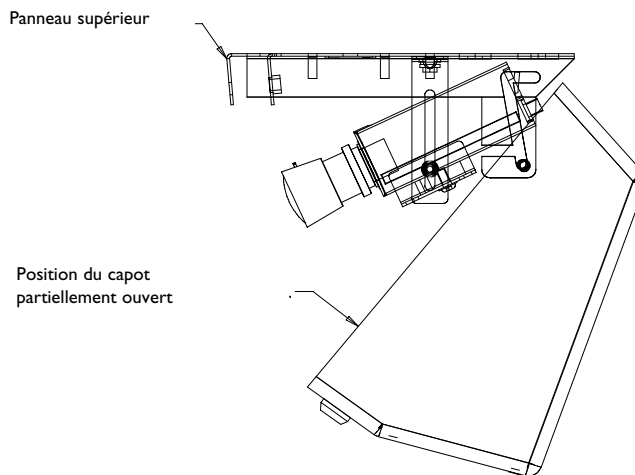 Panneau supérieur
Position du capot
partiellement ouvert